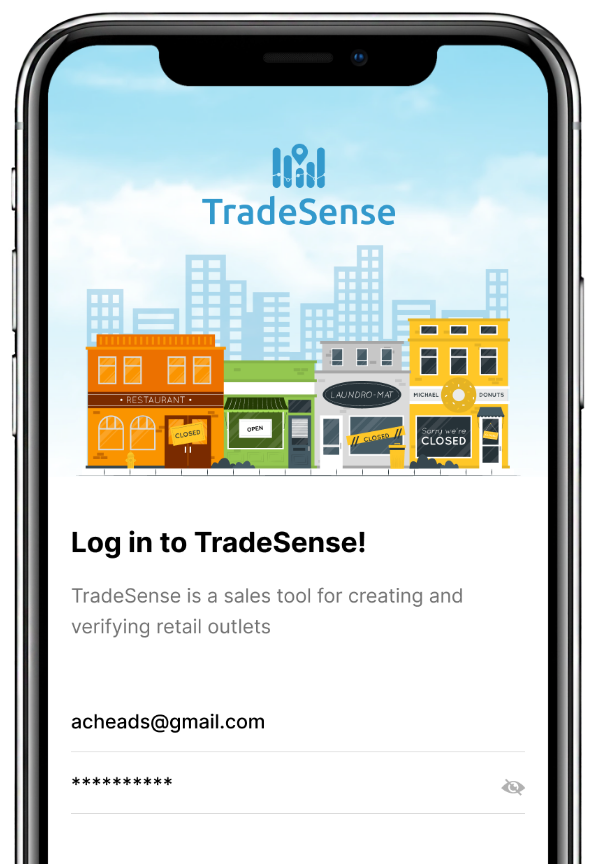 TradeSense
• RESTAURANT •
CLOSED
OPEN
LAUNDRO-MAT
CLOSED
MICHAEL DONUTS
Sorry we're
CLOSED
Log in to TradeSense!
TradeSense is a sales tool for creating and
verifying retail outlets
acheads@gmail.com
**********